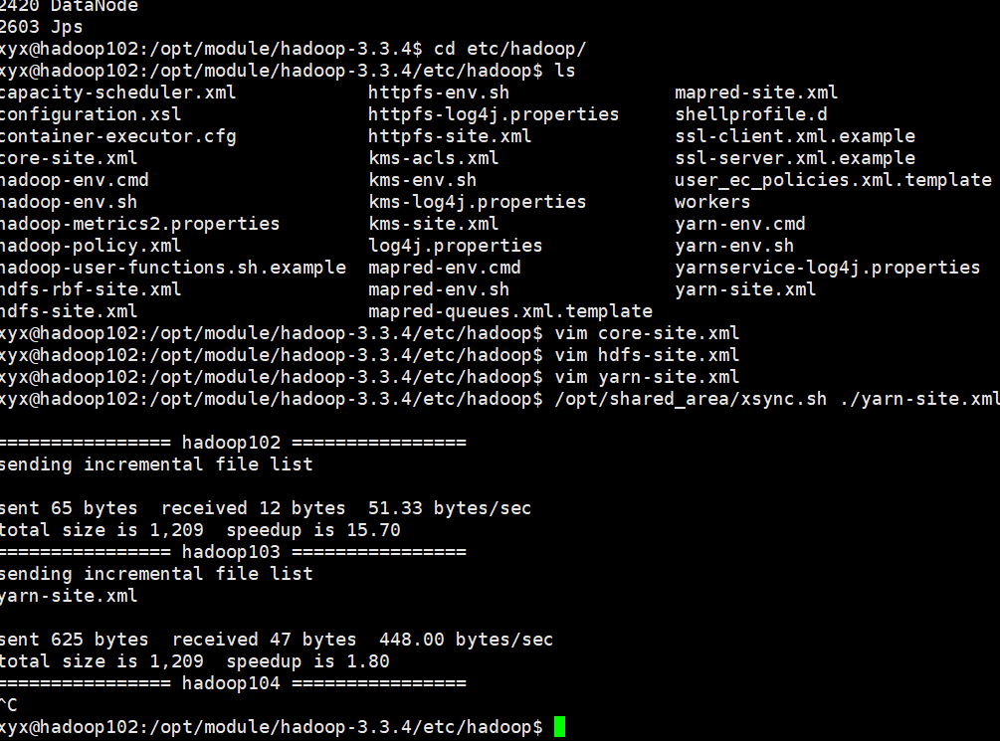 2420 DataNode
2603 Jps
xyx@hadoop102:/opt/module/hadoop-3.3.4$ cd etc/hadoop/
xyx@hadoop102:/opt/module/hadoop-3.3.4/etc/hadoop$ ls
capacity-scheduler.xml httpfs-env.sh mapred-site.xml
configuration.xsl httpfs-log4j.properties shellprofile.d
container-executor.cfg httpfs-site.xml ssl-client.xml.example
core-site.xml kms-acls.xml ssl-server.xml.example
hadoop-env.cmd kms-env.sh user_ec_policies.xml.template
hadoop-env.sh kms-log4j.properties workers
hadoop-metrics2.properties kms-site.xml yarn-env.cmd
hadoop-policy.xml log4j.properties yarn-env.sh
hadoop-user-functions.sh.example mapred-env.cmd yarnservice-log4j.properties
hdfs-rbf-site.xml mapred-env.sh yarn-site.xml
hdfs-site.xml mapred-queues.xml.template
xyx@hadoop102:/opt/module/hadoop-3.3.4/etc/hadoop$ vim core-site.xml
xyx@hadoop102:/opt/module/hadoop-3.3.4/etc/hadoop$ vim hdfs-site.xml
xyx@hadoop102:/opt/module/hadoop-3.3.4/etc/hadoop$ vim yarn-site.xml
xyx@hadoop102:/opt/module/hadoop-3.3.4/etc/hadoop$ /opt/shared_area/xsync.sh ./yarn-site.xml
================ hadoop102 ================
sending incremental file list
sent 65 bytes  received 12 bytes  51.33 bytes/sec
total size is 1,209  speedup is 15.70
================ hadoop103 ================
sending incremental file list
yarn-site.xml
sent 625 bytes  received 47 bytes  448.00 bytes/sec
total size is 1,209  speedup is 1.80
================ hadoop104 ================
^C
xyx@hadoop102:/opt/module/hadoop-3.3.4/etc/hadoop$